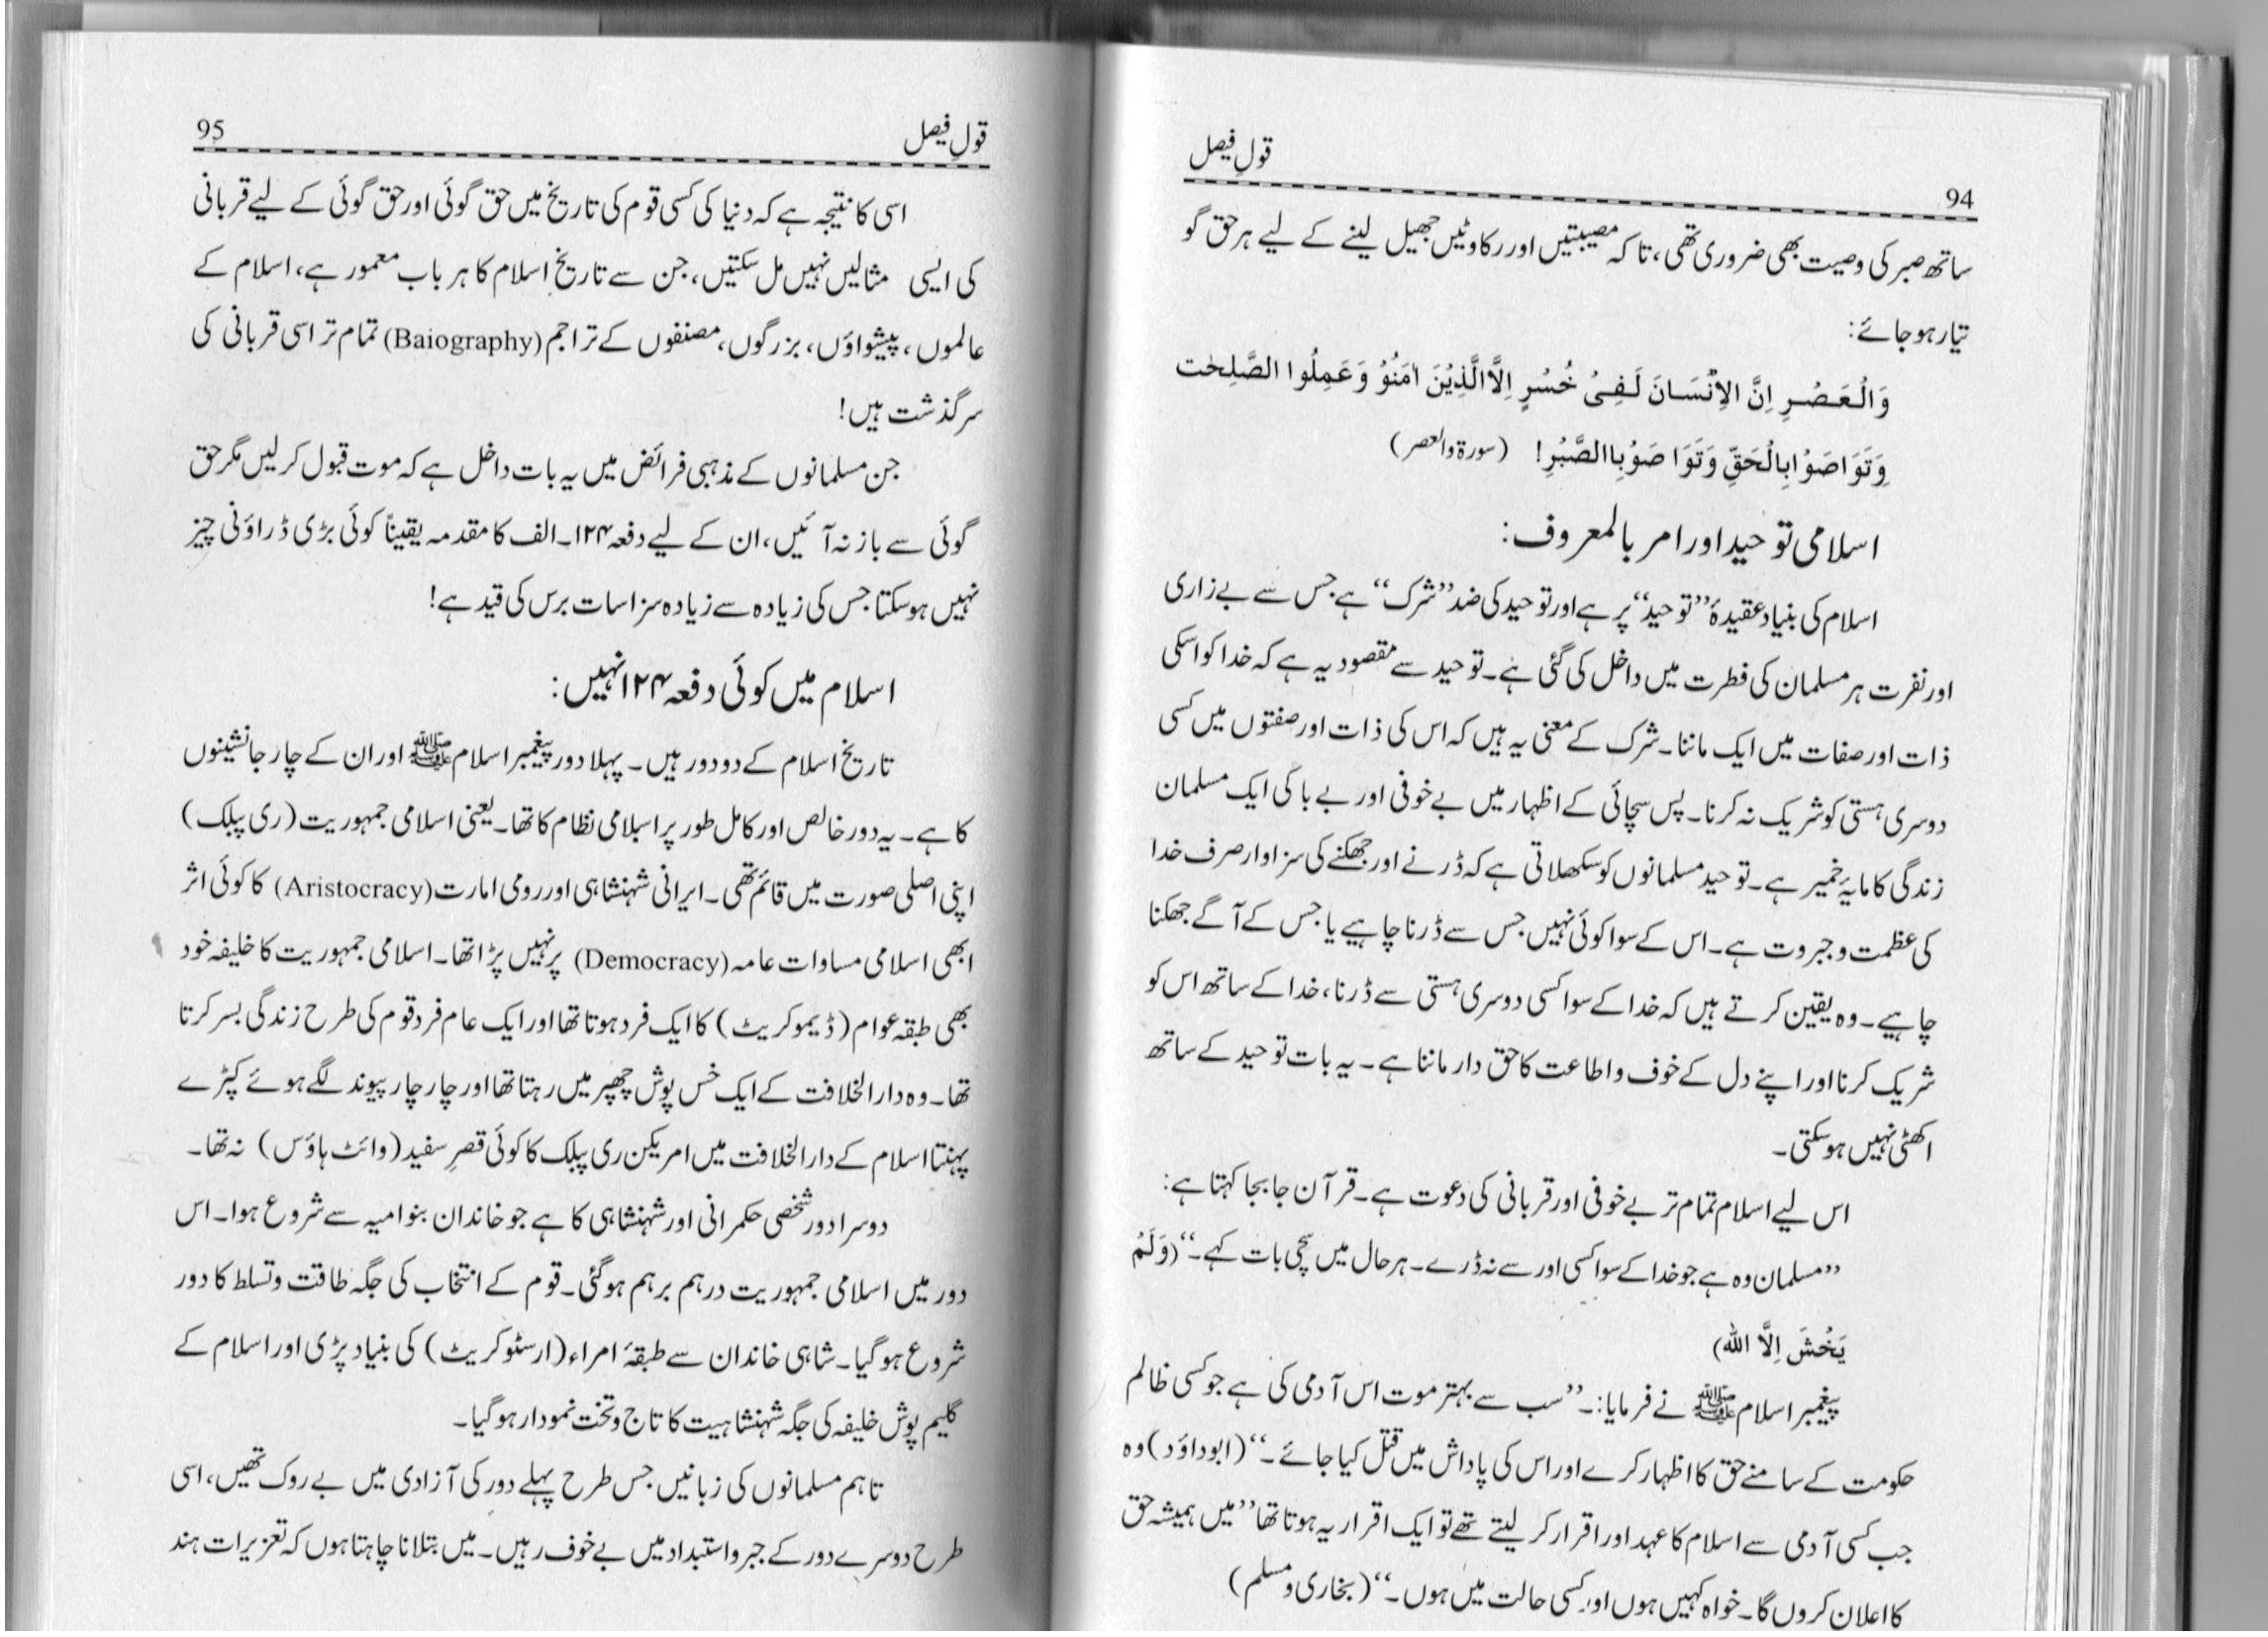 قولِ فیصل
94
ساتھ صبر کی وصیت بھی ضروری تھی، تاکہ مصیبتیں اور رکاوٹیں جھیل لینے کے لیے ہر حق گو
تیار ہو جائے:
وَالْعَصْرِ اِنَّ الْاِنْسَانَ لَفِیْ خُسْرٍ اِلَّا الَّذِیْنَ اٰمَنُوْ وَعَمِلُوا الصّٰلِحٰت
وَتَوَاصَوْا بِالْحَقِّ وَتَوَا صَوْ بِاالصَّبْرِ! (سورۃ والعصر)
اسلامی توحید اور امر بالمعروف:
اسلام کی بنیاد عقیدۂ ’’توحید‘‘ پر ہے اور توحید کی ضد ’’شرک‘‘ ہے جس سے بے زاری
اور نفرت ہر مسلمان کی فطرت میں داخل کی گئی ہے۔ توحید سے مقصود یہ ہے کہ خدا کو اسکی
ذات اور صفات میں ایک ماننا۔ شرک کے معنی یہ ہیں کہ اس کی ذات اور صفتوں میں کسی
دوسری ہستی کو شریک نہ کرنا۔ پس سچائی کے اظہار میں بے خوفی اور بے باکی ایک مسلمان
زندگی کا مایۂ خمیر ہے۔ توحید مسلمانوں کو سکھلاتی ہے کہ ڈرنے اور جھکنے کی سزاوار صرف خدا
کی عظمت و جبروت ہے۔ اس کے سوا کوئی نہیں جس سے ڈرنا چاہیے یا جس کے آگے جھکنا
چاہیے۔ وہ یقین کرتے ہیں کہ خدا کے سوا کسی دوسری ہستی سے ڈرنا، خدا کے ساتھ اس کو
شریک کرنا اور اپنے دل کے خوف و اطاعت کا حق دار ماننا ہے۔ یہ بات توحید کے ساتھ
اکھٹی نہیں ہو سکتی۔
اس لیے اسلام تمام تر بے خوفی اور قربانی کی دعوت ہے۔ قرآن جابجا کہتا ہے:
’’مسلمان وہ ہے جو خدا کے سوا کسی اور سے نہ ڈرے۔ ہر حال میں سچی بات کہے۔‘‘ (وَلَمْ
یَخْشَ اِلَّا اللہ)
پیغمبر اسلام ﷺ نے فرمایا:۔ ’’سب سے بہتر موت اس آدمی کی ہے جو کسی ظالم
حکومت کے سامنے حق کا اظہار کرے اور اس کی پاداش میں قتل کیا جائے۔‘‘ (ابوداؤد) وہ
جب کسی آدمی سے اسلام کا عہد اور اقرار کر لیتے تھے تو ایک اقرار یہ ہوتا تھا ’’میں ہمیشہ حق
کا اعلان کروں گا۔ خواہ کہیں ہوں اور کسی حالت میں ہوں۔‘‘ (بخاری و مسلم)
قولِ فیصل
95
اسی کا نتیجہ ہے کہ دنیا کی کسی قوم کی تاریخ میں حق گوئی اور حق گوئی کے لیے قربانی
کی ایسی مثالیں نہیں مل سکتیں، جن سے تاریخ اسلام کا ہر باب معمور ہے، اسلام کے
عالموں، پیشواؤں، بزرگوں، مصنفوں کے تراجم (Baiography) تمام تر اسی قربانی کی
سرگذشت ہیں!
جن مسلمانوں کے مذہبی فرائض میں یہ بات داخل ہے کہ موت قبول کر لیں مگر حق
گوئی سے باز نہ آئیں، ان کے لیے دفعہ ۱۲۴۔الف کا مقدمہ یقیناً کوئی بڑی ڈراؤنی چیز
نہیں ہو سکتا جس کی زیادہ سے زیادہ سزا سات برس کی قید ہے!
اسلام میں کوئی دفعہ ۱۲۴ نہیں:
تاریخ اسلام کے دو دور ہیں۔ پہلا دور پیغمبر اسلام ﷺ اور ان کے چار جانشینوں
کا ہے۔ یہ دور خالص اور کامل طور پر اسلامی نظام کا تھا۔ یعنی اسلامی جمہوریت (ری پبلک)
اپنی اصلی صورت میں قائم تھی۔ ایرانی شہنشاہی اور رومی امارت (Aristocracy) کا کوئی اثر
ابھی اسلامی مساوات عامہ (Democracy) پر نہیں پڑا تھا۔ اسلامی جمہوریت کا خلیفہ خود
بھی طبقہ عوام (ڈیموکریٹ) کا ایک فرد ہوتا تھا اور ایک عام فرد قوم کی طرح زندگی بسر کرتا
تھا۔ وہ دارالخلافت کے ایک خس پوش چھپر میں رہتا تھا اور چار چار پیوند لگے ہوئے کپڑے
پہنتا اسلام کے دارالخلافت میں امریکن ری پبلک کا کوئی قصرِ سفید (وائٹ ہاؤس) نہ تھا۔
دوسرا دور شخصی حکمرانی اور شہنشاہی کا ہے جو خاندان بنو امیہ سے شروع ہوا۔ اس
دور میں اسلامی جمہوریت درہم برہم ہوگئی۔ قوم کے انتخاب کی جگہ طاقت و تسلط کا دور
شروع ہو گیا۔ شاہی خاندان سے طبقۂ امراء (ارسٹوکریٹ) کی بنیاد پڑی اور اسلام کے
گلیم پوش خلیفہ کی جگہ شہنشاہیت کا تاج و تخت نمودار ہو گیا۔
تاہم مسلمانوں کی زبانیں جس طرح پہلے دور کی آزادی میں بے روک تھیں، اسی
طرح دوسرے دور کے جبر و استبداد میں بے خوف رہیں۔ میں بتلانا چاہتا ہوں کہ تعزیرات ہند